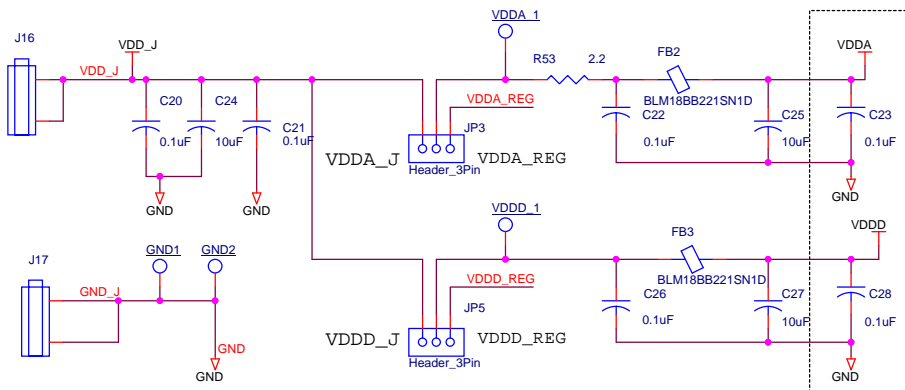 J16
VDD_J
VDD_J
C20
0.1uF
C24
10uF
C21
0.1uF
GND
GND
VDDA_1
R53
2.2
FB2
BLM18BB221SN1D
VDDA
VDDA_REG
JP3
VDDA_J
VDDA_REG
Header_3Pin
C22
0.1uF
C25
10uF
C23
0.1uF
GND
J17
GND_J
GND1
GND2
GND
GND
VDDD_1
FB3
BLM18BB221SN1D
VDDD
VDDD_REG
JP5
VDDD_J
VDDD_REG
Header_3Pin
C26
0.1uF
C27
10uF
C28
0.1uF
GND